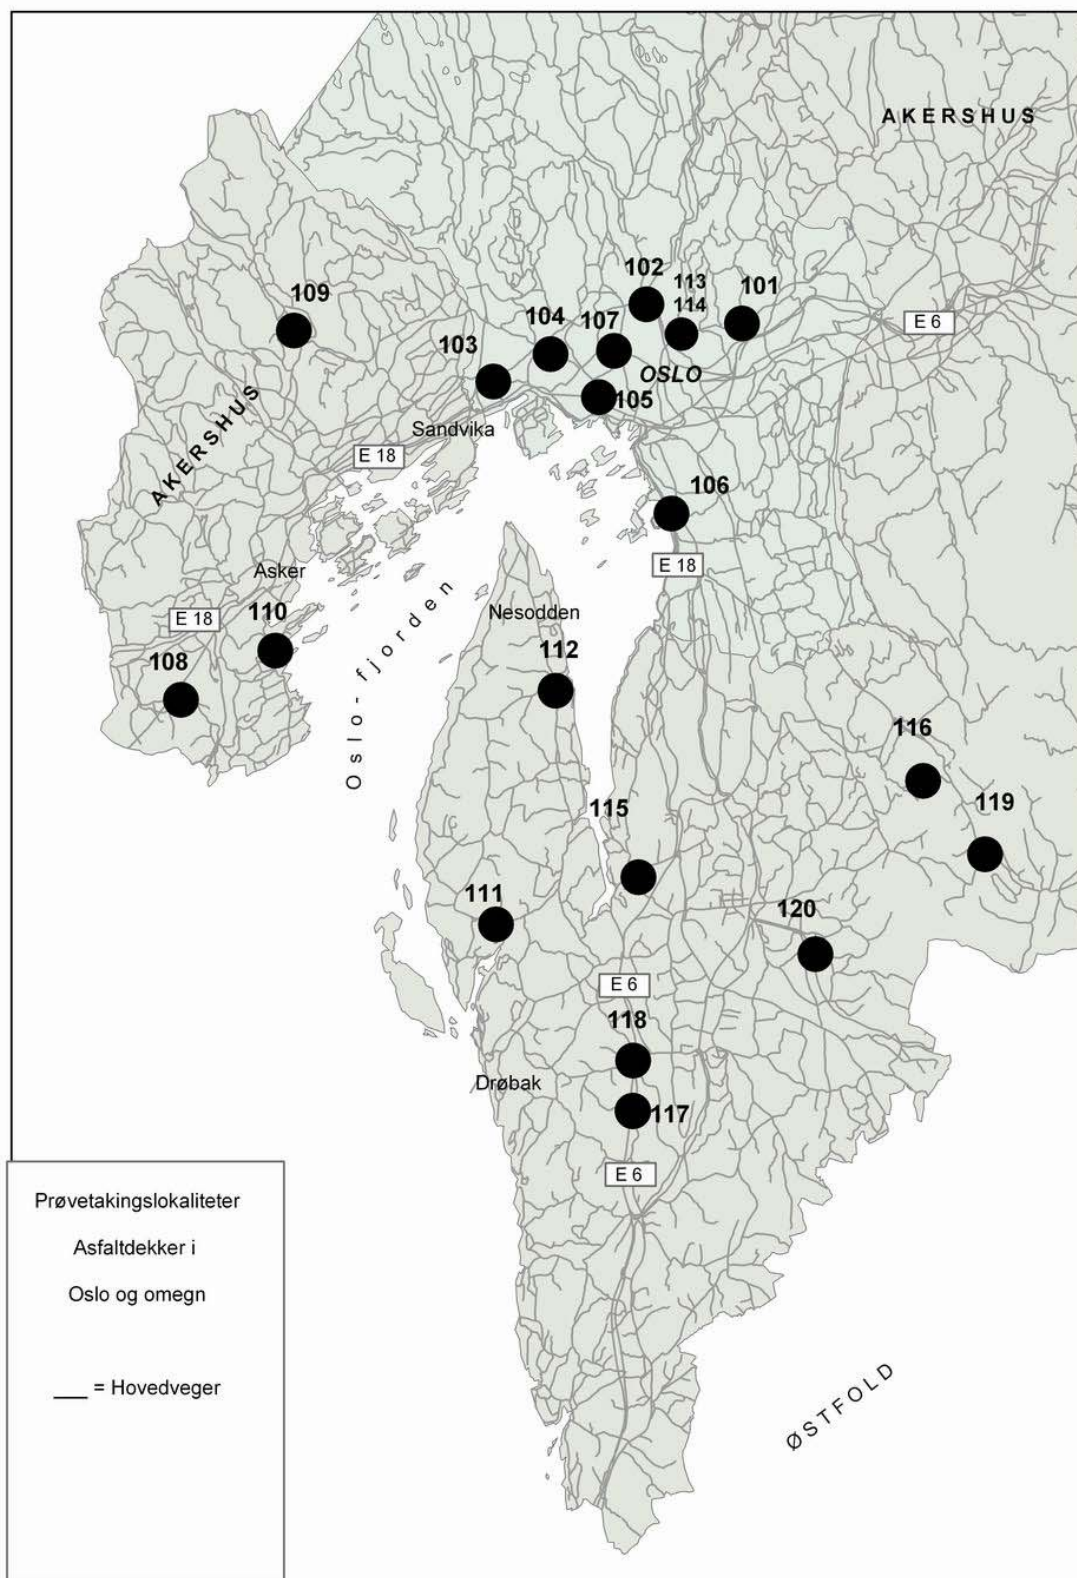 AKERSHUS
102
113
101
109
114
104
107
E 6
103
OSLO
105
AKERSHUS
Sandvika
E 18
106
E 18
Asker
Oslo-fjorden
Nesodden
E 18
110
112
108
116
115
119
111
120
E 6
118
Drøbak
117
E 6
Prøvetakingslokaliteter
Asfaltdekker i
Oslo og omegn
___ = Hovedveger
ØSTFOLD